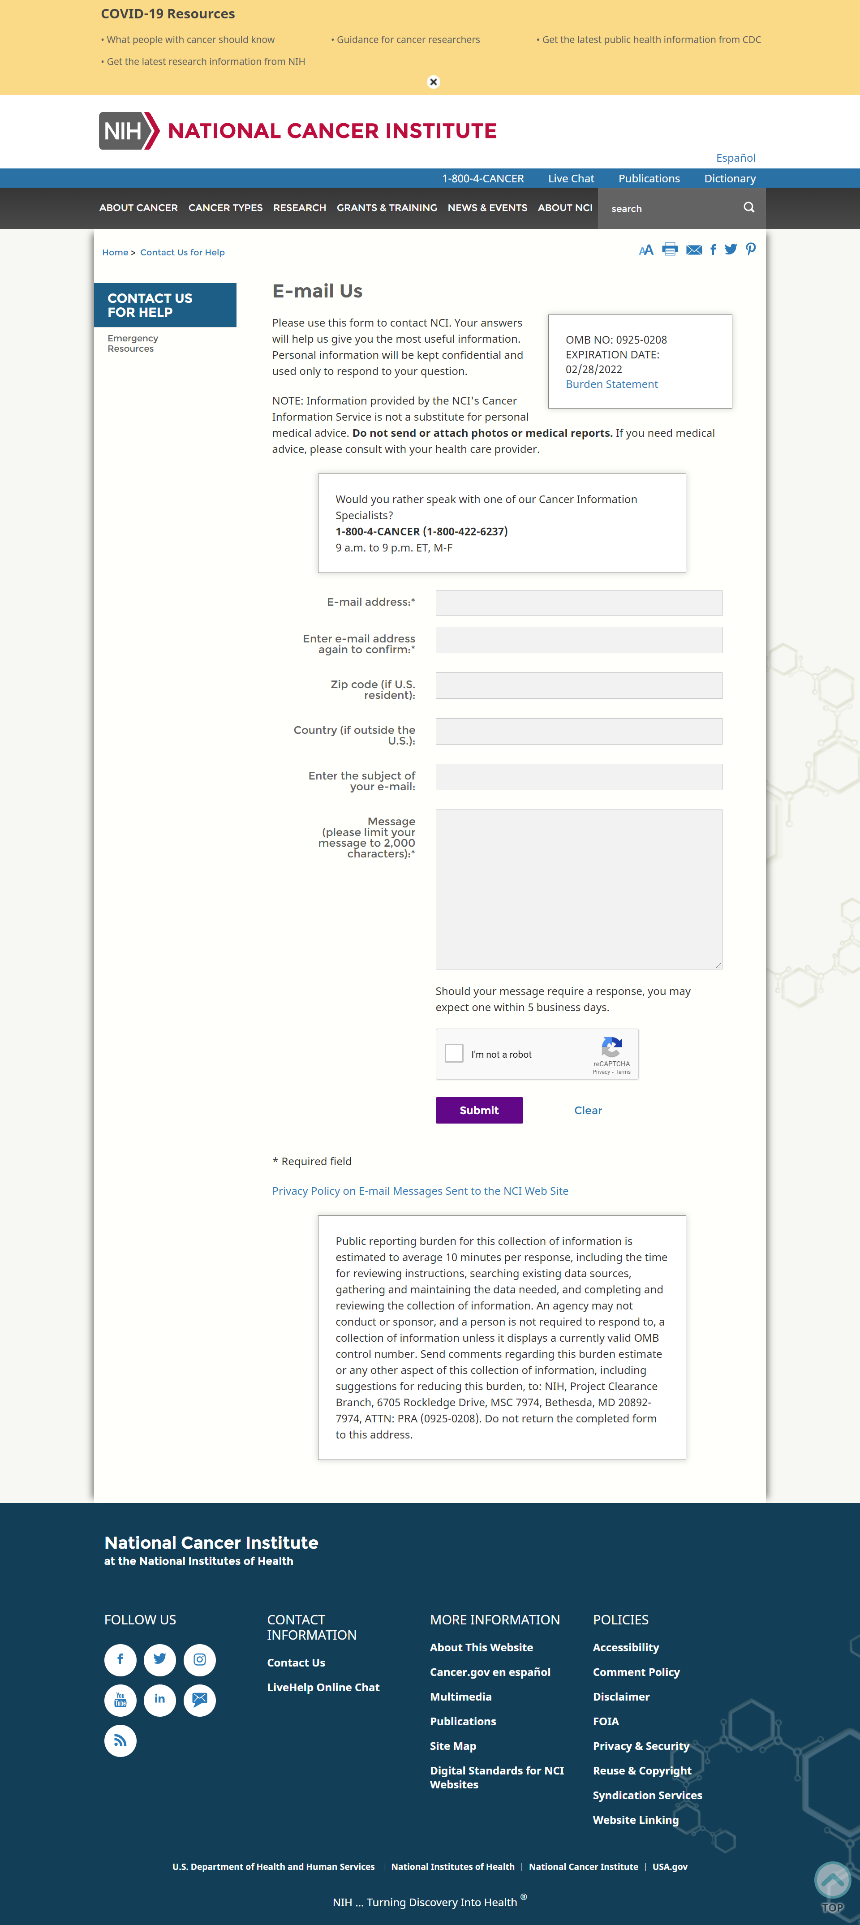 COVID-19 Resources
• What people with cancer should know
• Guidance for cancer researchers
• Get the latest public health information from CDC
• Get the latest research information from NIH
NIH NATIONAL CANCER INSTITUTE
Español
1-800-4-CANCER
Live Chat
Publications
Dictionary
ABOUT CANCER
CANCER TYPES
RESEARCH
GRANTS & TRAINING
NEWS & EVENTS
ABOUT NCI
search
Home > Contact Us for Help
AA
CONTACT US
FOR HELP
Emergency
Resources
E-mail Us
Please use this form to contact NCI. Your answers
will help us give you the most useful information.
Personal information will be kept confidential and
used only to respond to your question.
OMB NO: 0925-0208
EXPIRATION DATE:
02/28/2022
Burden Statement
NOTE: Information provided by the NCI's Cancer
Information Service is not a substitute for personal
medical advice. Do not send or attach photos or medical reports. If you need medical
advice, please consult with your health care provider.
Would you rather speak with one of our Cancer Information
Specialists?
1-800-4-CANCER (1-800-422-6237)
9 a.m. to 9 p.m. ET, M-F
E-mail address:*
Enter e-mail address
again to confirm:*
Zip code (if U.S.
resident):
Country (if outside the
U.S.):
Enter the subject of
your e-mail:
Message
(please limit your
message to 2,000
characters):*
Should your message require a response, you may
expect one within 5 business days.
I'm not a robot
reCAPTCHA
Privacy - Terms
Submit
Clear
* Required field
Privacy Policy on E-mail Messages Sent to the NCI Web Site
Public reporting burden for this collection of information is
estimated to average 10 minutes per response, including the time
for reviewing instructions, searching existing data sources,
gathering and maintaining the data needed, and completing and
reviewing the collection of information. An agency may not
conduct or sponsor, and a person is not required to respond to, a
collection of information unless it displays a currently valid OMB
control number. Send comments regarding this burden estimate
or any other aspect of this collection of information, including
suggestions for reducing this burden, to: NIH, Project Clearance
Branch, 6705 Rockledge Drive, MSC 7974, Bethesda, MD 20892-
7974, ATTN: PRA (0925-0208). Do not return the completed form
to this address.
National Cancer Institute
at the National Institutes of Health
FOLLOW US
You
Tube
in
CONTACT
INFORMATION
Contact Us
LiveHelp Online Chat
MORE INFORMATION
About This Website
Cancer.gov en español
Multimedia
Publications
Site Map
Digital Standards for NCI
Websites
POLICIES
Accessibility
Comment Policy
Disclaimer
FOIA
Privacy & Security
Reuse & Copyright
Syndication Services
Website Linking
U.S. Department of Health and Human Services | National Institutes of Health | National Cancer Institute | USA.gov
NIH ... Turning Discovery Into Health ®
TOP